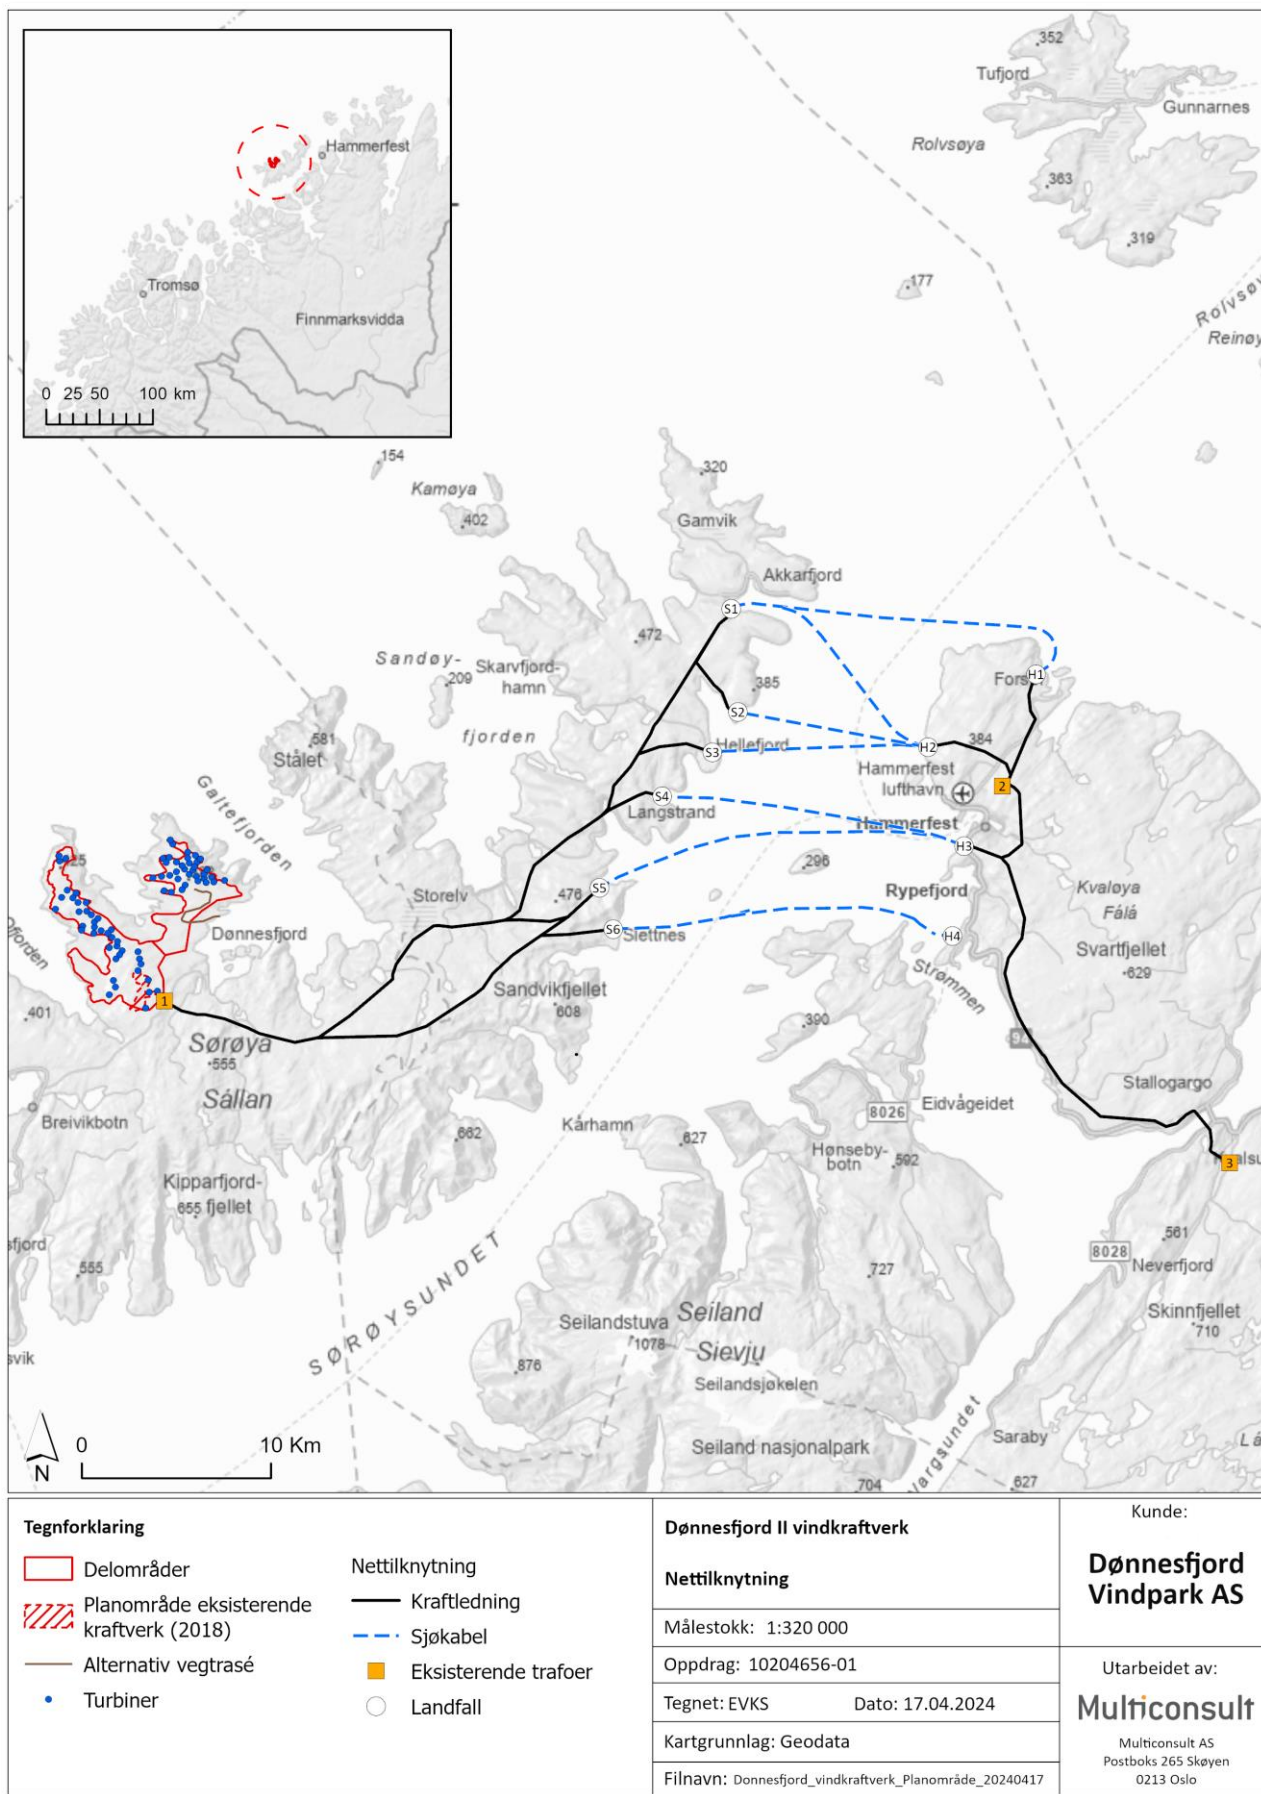 Hammerfest
Tromsø
Finnmarksvidda
0 25 50 100 km
352
Tufjord
Gunnarnes
Rolvsøya
363
319
177
Rolvsøy
Reinøy
154
Kamøya
402
320
Gamvik
Akkarfjord
S1
472
Sandøy-
209
Skarvfjord-
hamn
385
S2
fjorden
Hellefjord
S3
581
Stålet
Galtefjorden
S4
Langstrand
H1
H2
384
Hammerfest
lufthavn
2
Hammerfest
H3
296
Rypefjord
Kvaløya
Fálá
Svartfjellet
629
Storelv
476
S5
S6
Slettnes
H4
Strømmen
Dønnesfjord
Sandvikfjellet
608
390
94
401
1
Sørøya
555
Sállan
Stallogargo
Eidvågeidet
8026
Breivikbotn
662
Kårhamn
627
Hønseby-
botn
592
3
Kipparfjord-
fjellet
655
sfjord
555
561
8028
Neverfjord
727
SØRØYSUNDET
Seilandstuva
1078
Seiland
Sievju
Skinnfjellet
710
svik
876
Seilandsjøkelen
Vargsundet
Seiland nasjonalpark
Saraby
Lá
704
627
N
0 10 Km
Tegnforklaring
Delområder
Planområde eksisterende
kraftverk (2018)
Alternativ vegtrasé
Turbiner
Nettilknytning
Kraftledning
Sjøkabel
Eksisterende trafoer
Landfall
Dønnesfjord II vindkraftverk
Nettilknytning
Målestokk: 1:320 000
Oppdrag: 10204656-01
Tegnet: EVKS Dato: 17.04.2024
Kartgrunnlag: Geodata
Filnavn: Donnesfjord_vindkraftverk_Planområde_20240417
Kunde:
Dønnesfjord
Vindpark AS
Utarbeidet av:
Multiconsult
Multiconsult AS
Postboks 265 Skøyen
0213 Oslo